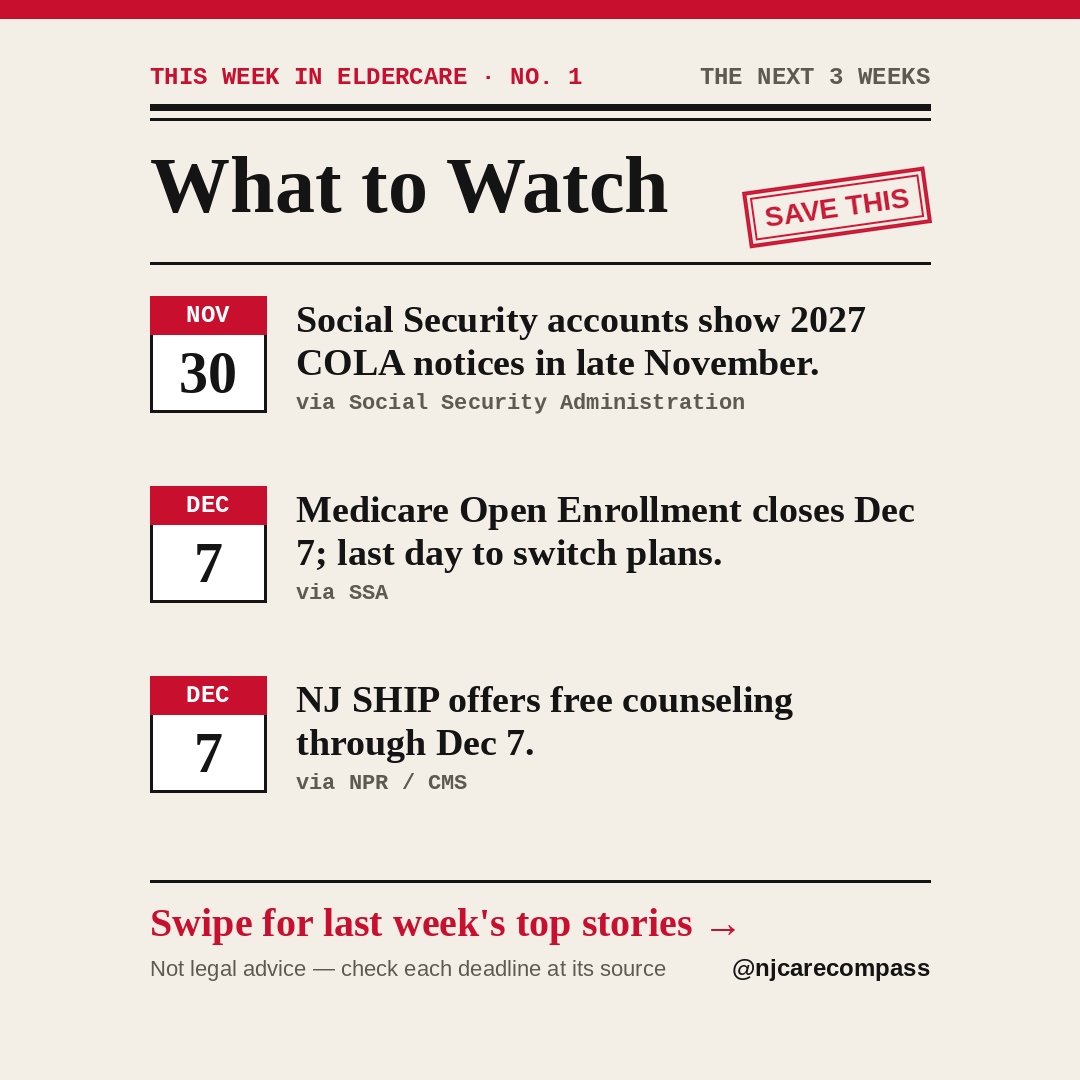 THIS WEEK IN ELDERCARE · NO. 1
THE NEXT 3 WEEKS
What to Watch
SAVE THIS
NOV
30
Social Security accounts show 2027
COLA notices in late November.
via Social Security Administration
DEC
7
Medicare Open Enrollment closes Dec
7; last day to switch plans.
via SSA
DEC
7
NJ SHIP offers free counseling
through Dec 7.
via NPR / CMS
Swipe for last week's top stories →
Not legal advice — check each deadline at its source
@njcarecompass